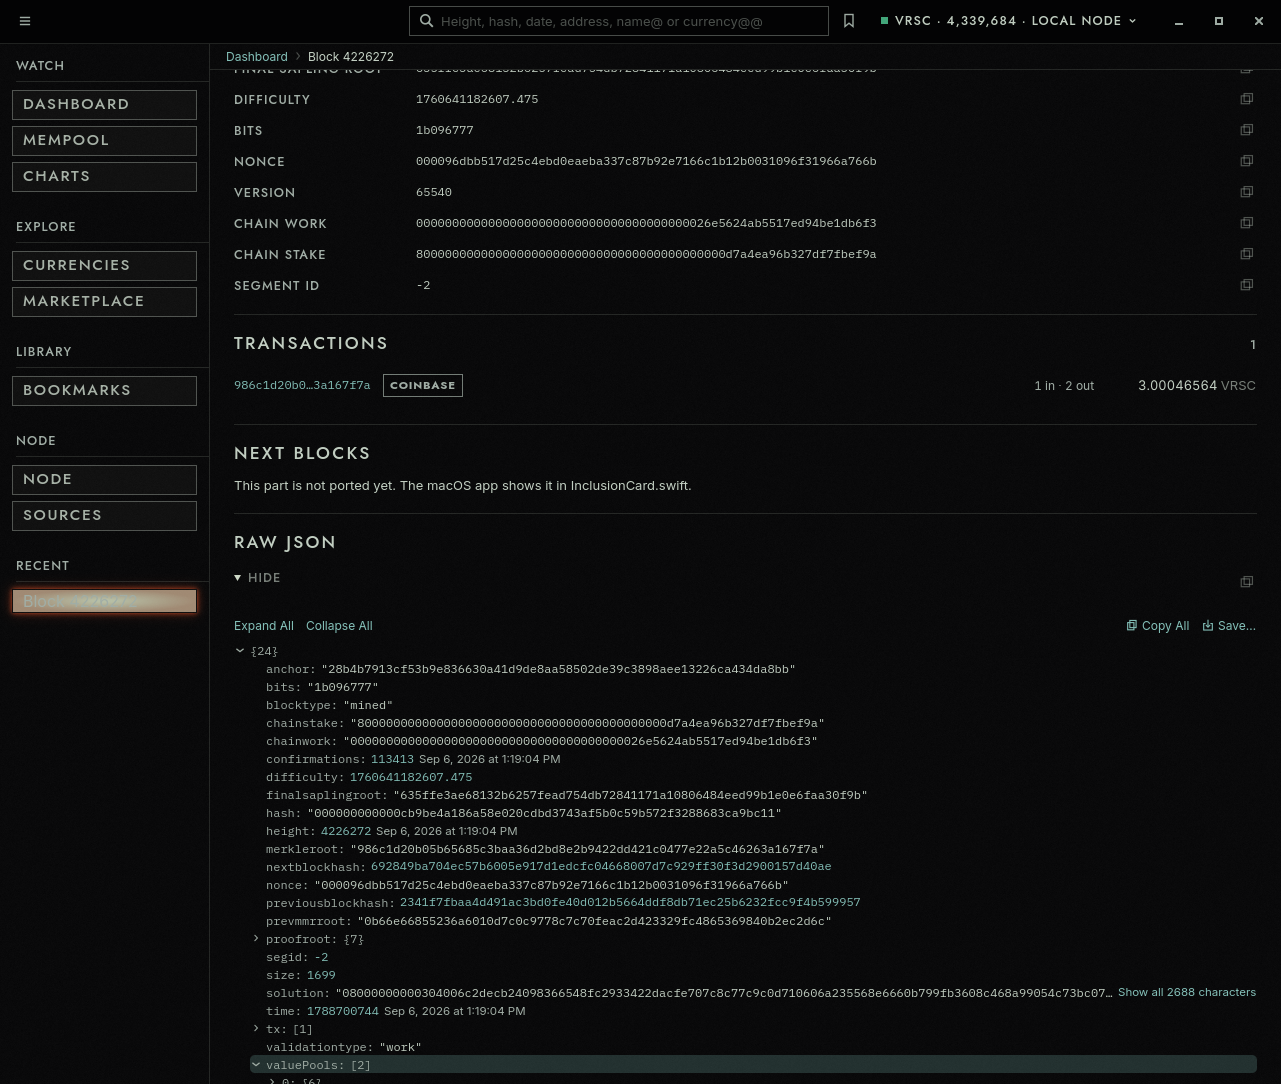 Height, hash, date, address, name@ or currency@@
VRSC · 4,339,684 · LOCAL NODE
Dashboard > Block 4226272
WATCH
DASHBOARD
MEMPOOL
CHARTS
EXPLORE
CURRENCIES
MARKETPLACE
LIBRARY
BOOKMARKS
NODE
NODE
SOURCES
RECENT
DIFFICULTY 1760641182607.475
BITS 1b096777
NONCE 000096dbb517d25c4ebd0eaeba337c87b92e7166c1b12b0031096f31966a766b
VERSION 65540
CHAIN WORK 000000000000000000000000000000000000000026e5624ab5517ed94be1db6f3
CHAIN STAKE 80000000000000000000000000000000000000000000d7a4ea96b327df7fbef9a
SEGMENT ID -2
TRANSACTIONS 1
986c1d20b0…3a167f7a COINBASE 1 in · 2 out 3.00046564 VRSC
NEXT BLOCKS
This part is not ported yet. The macOS app shows it in InclusionCard.swift.
RAW JSON
HIDE
Expand All Collapse All Copy All Save…
{24}
anchor: "28b4b7913cf53b9e836630a41d9de8aa58502de39c3898aee13226ca434da8bb"
bits: "1b096777"
blocktype: "mined"
chainstake: "80000000000000000000000000000000000000000000d7a4ea96b327df7fbef9a"
chainwork: "000000000000000000000000000000000000000026e5624ab5517ed94be1db6f3"
confirmations: 113413 Sep 6, 2026 at 1:19:04 PM
difficulty: 1760641182607.475
finalsaplingroot: "635ffe3ae68132b6257fead754db72841171a10806484eed99b1e0e6faa30f9b"
hash: "000000000000cb9be4a186a58e020cdbd3743af5b0c59b572f3288683ca9bc11"
height: 4226272 Sep 6, 2026 at 1:19:04 PM
merkleroot: "986c1d20b05b65685c3baa36d2bd8e2b9422dd421c0477e22a5c46263a167f7a"
nextblockhash: 692849ba704ec57b6005e917d1edcfc04668007d7c929ff30f3d2900157d40ae
nonce: "000096dbb517d25c4ebd0eaeba337c87b92e7166c1b12b0031096f31966a766b"
previousblockhash: 2341f7fbaa4d491ac3bd0fe40d012b5664ddf8db71ec25b6232fcc9f4b599957
prevmmrroot: "0b66e66855236a6010d7c0c9778c7c70feac2d423329fc4865369840b2ec2d6c"
proofroot: {7}
segid: -2
size: 1699
solution: "08000000000304006c2decb24098366548fc2933422dacfe707c8c77c9c0d710606a235568e6660b799fb3608c468a99054c73bc07… Show all 2688 characters
time: 1788700744 Sep 6, 2026 at 1:19:04 PM
tx: [1]
validationtype: "work"
valuePools: [2]
0: {6}